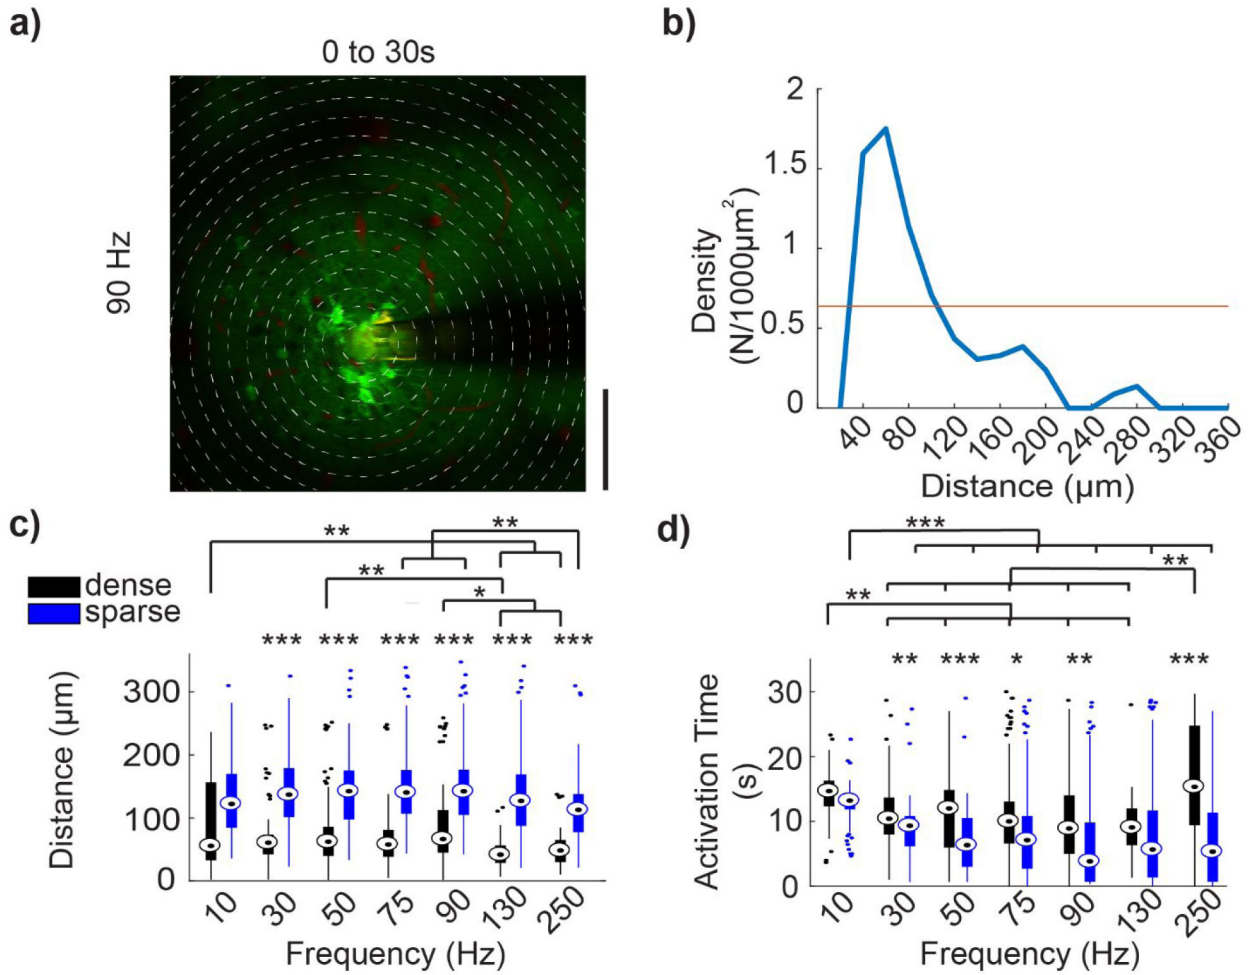 a)
0 to 30s
90 Hz
b)
2
1.5
1
0.5
0
Density
(N/1000µm²)
40 80 120 160 200 240 280 320 360
Distance (µm)
c)
dense
sparse
** **
**
*
*** *** *** *** *** ***
300
200
100
0
Distance (µm)
10 30 50 75 90 130 250
Frequency (Hz)
d)
***
**
**
** *** * ** ***
30
20
10
0
Activation Time
(s)
10 30 50 75 90 130 250
Frequency (Hz)